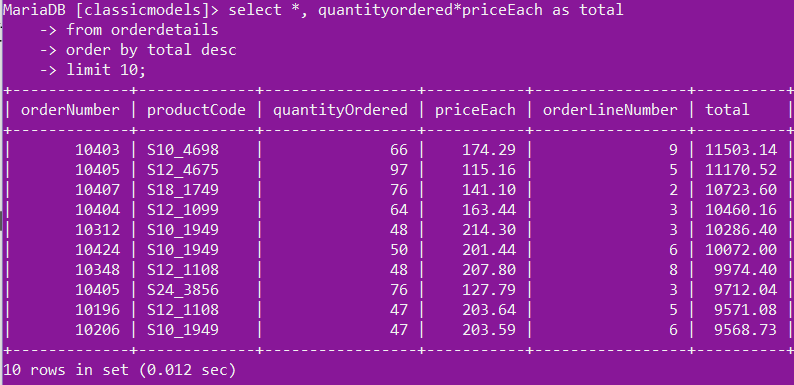 MariaDB [classicmodels]> select *, quantityordered*priceEach as total
    -> from orderdetails
    -> order by total desc
    -> limit 10;
+-------------+-------------+-----------------+-----------+-----------------+----------+
| orderNumber | productCode | quantityOrdered | priceEach | orderLineNumber | total    |
+-------------+-------------+-----------------+-----------+-----------------+----------+
|       10403 | S10_4698    |              66 |    174.29 |               9 | 11503.14 |
|       10405 | S12_4675    |              97 |    115.16 |               5 | 11170.52 |
|       10407 | S18_1749    |              76 |    141.10 |               2 | 10723.60 |
|       10404 | S12_1099    |              64 |    163.44 |               3 | 10460.16 |
|       10312 | S10_1949    |              48 |    214.30 |               3 | 10286.40 |
|       10424 | S10_1949    |              50 |    201.44 |               6 | 10072.00 |
|       10348 | S12_1108    |              48 |    207.80 |               8 |  9974.40 |
|       10405 | S24_3856    |              76 |    127.79 |               3 |  9712.04 |
|       10196 | S12_1108    |              47 |    203.64 |               5 |  9571.08 |
|       10206 | S10_1949    |              47 |    203.59 |               6 |  9568.73 |
+-------------+-------------+-----------------+-----------+-----------------+----------+
10 rows in set (0.012 sec)